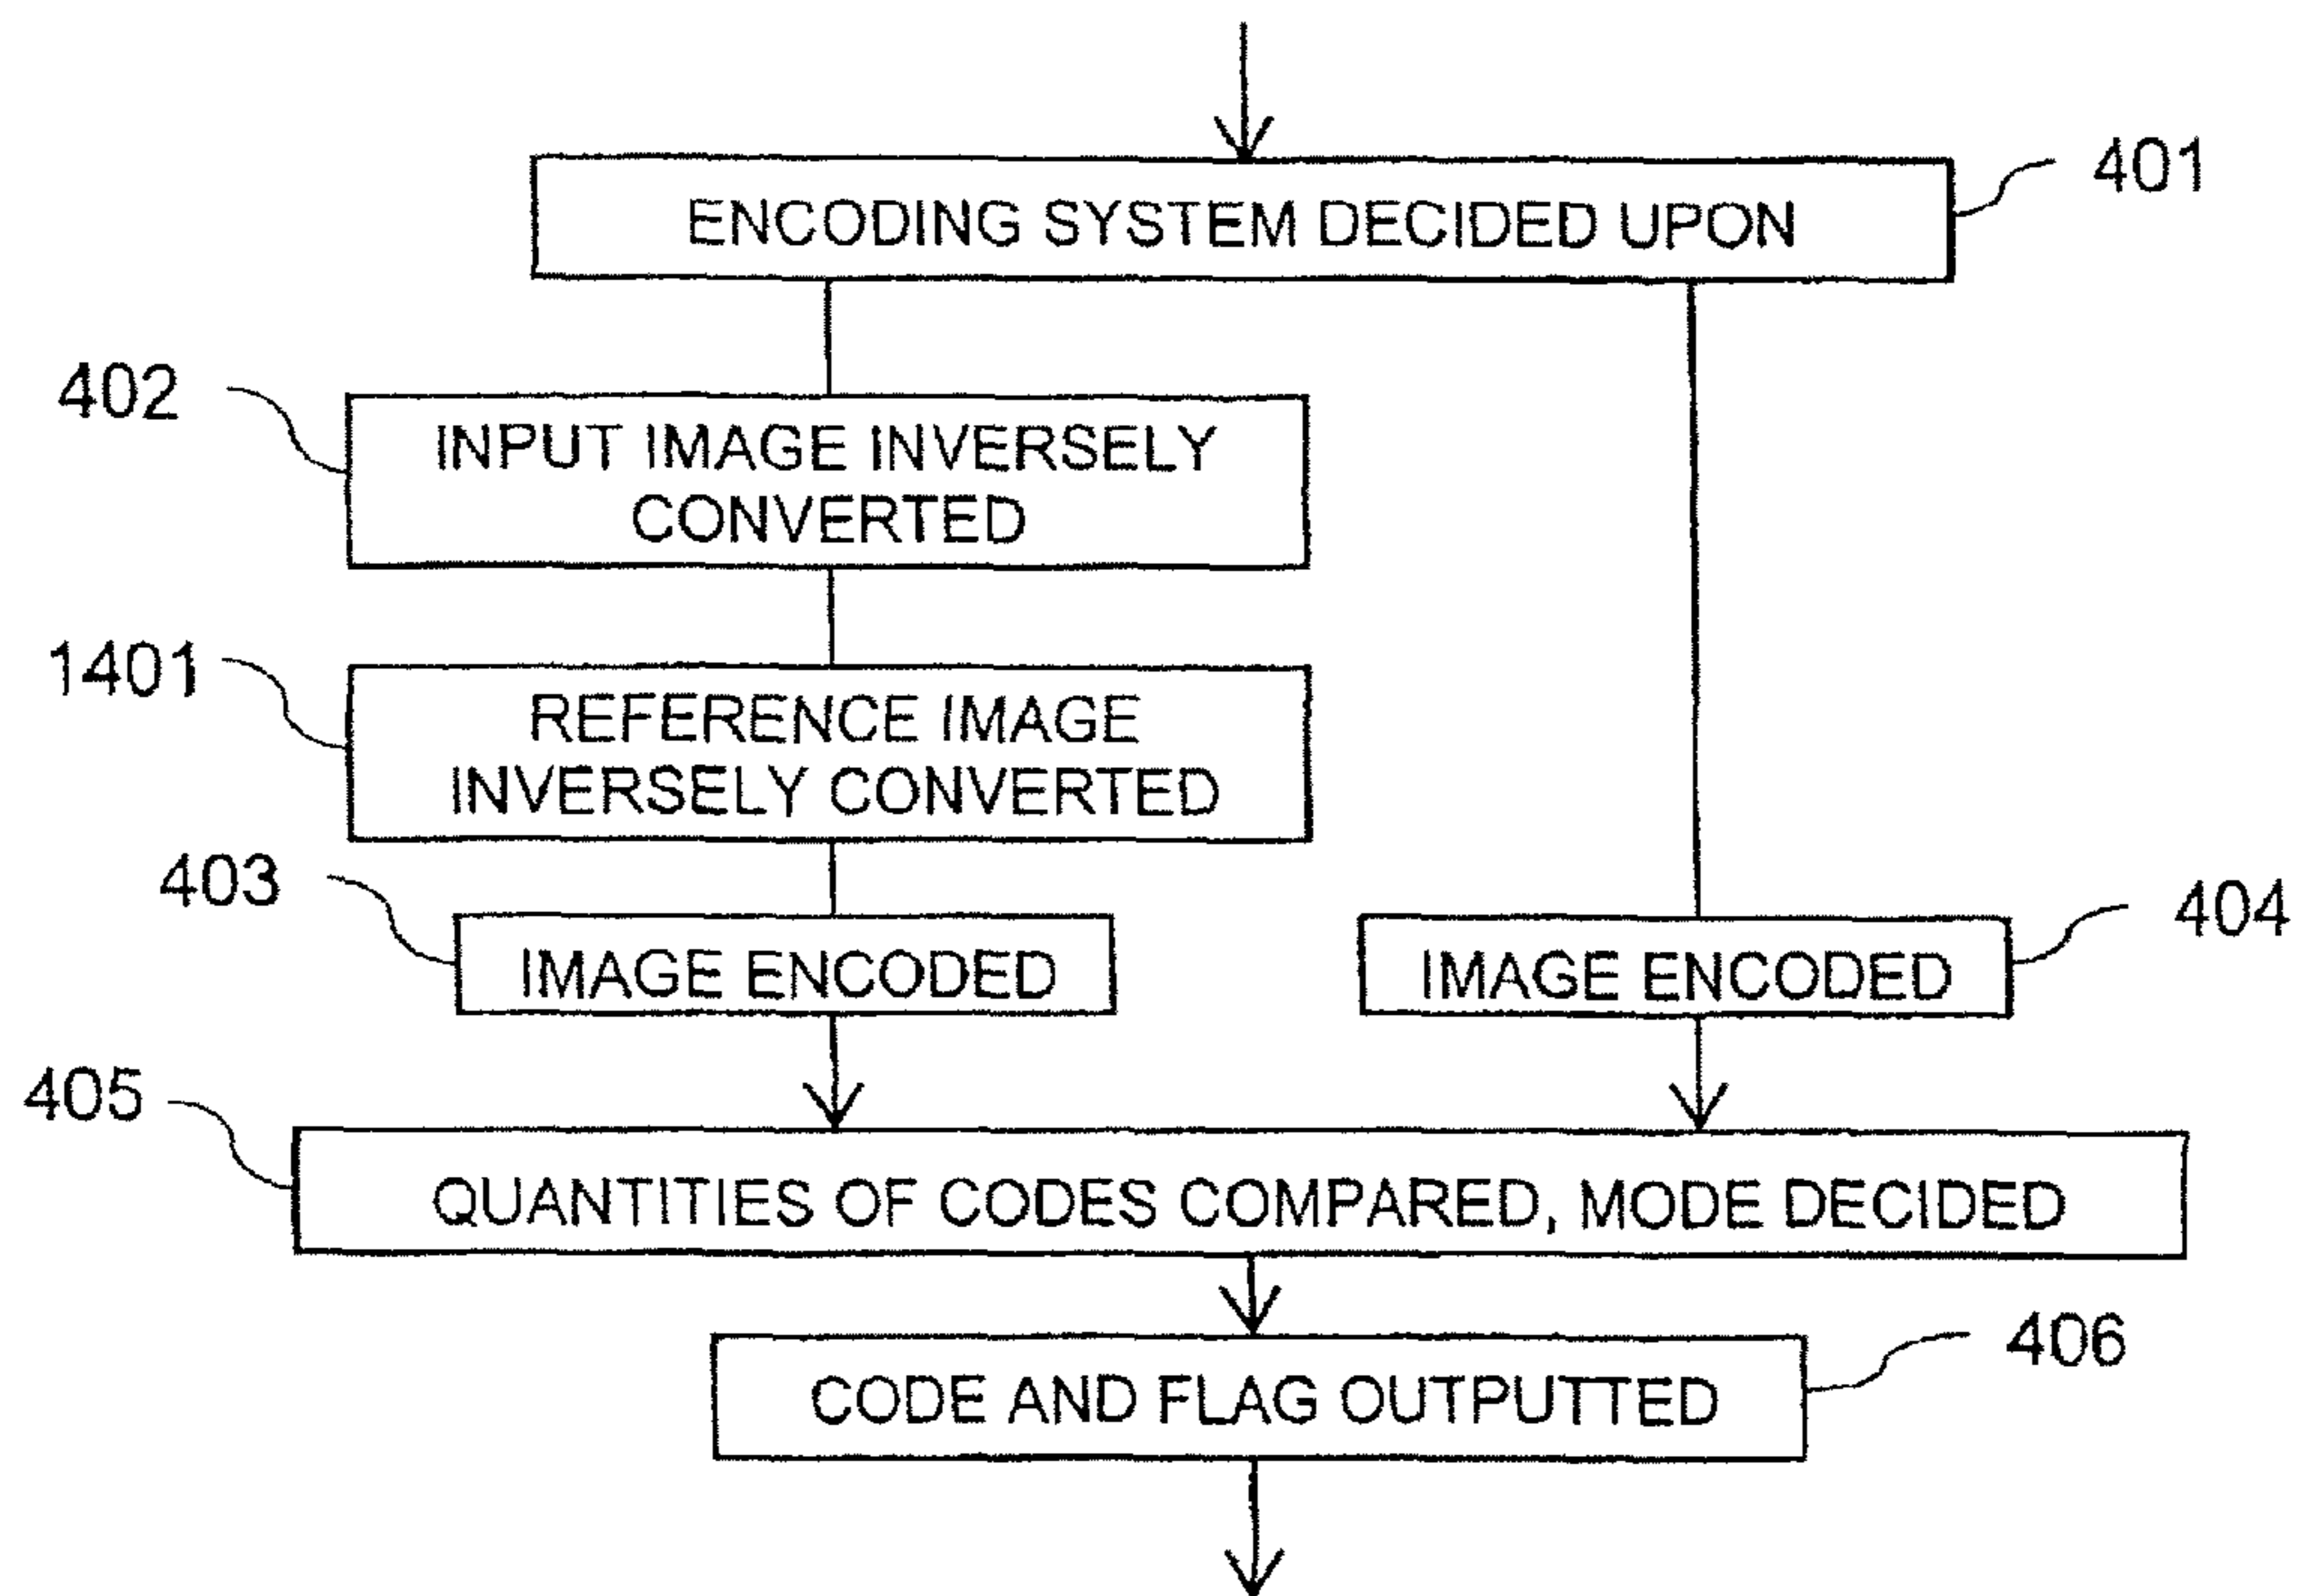 401
ENCODING SYSTEM DECIDED UPON
402
INPUT IMAGE INVERSELY
CONVERTED
1401
REFERENCE IMAGE
INVERSELY CONVERTED
403
IMAGE ENCODED
404
IMAGE ENCODED
405
QUANTITIES OF CODES COMPARED, MODE DECIDED
406
CODE AND FLAG OUTPUTTED